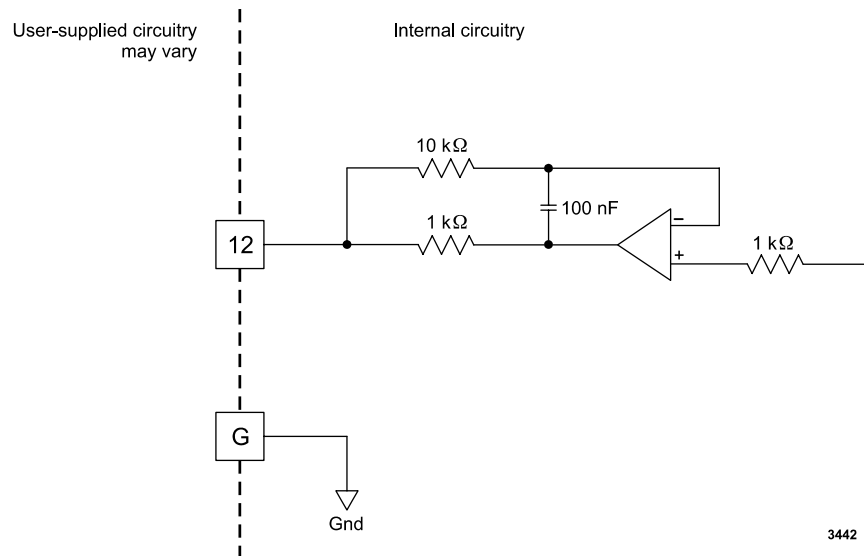 User-supplied circuitry
may vary
Internal circuitry
10 kΩ
100 nF
1 kΩ
12
−
+
1 kΩ
G
Gnd
3442